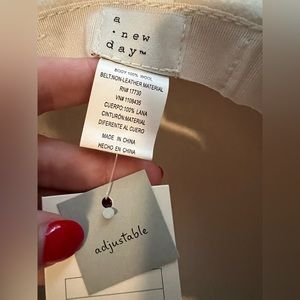 a
· new
day™
BODY:100% WOOL
BELT:NON-LEATHER MATERIAL
RN# 17730
VN# 1108435
CUERPO:100% LANA
CINTURÓN:MATERIAL
DIFERENTE AL CUERO
MADE IN CHINA
HECHO EN CHINA
adjustable